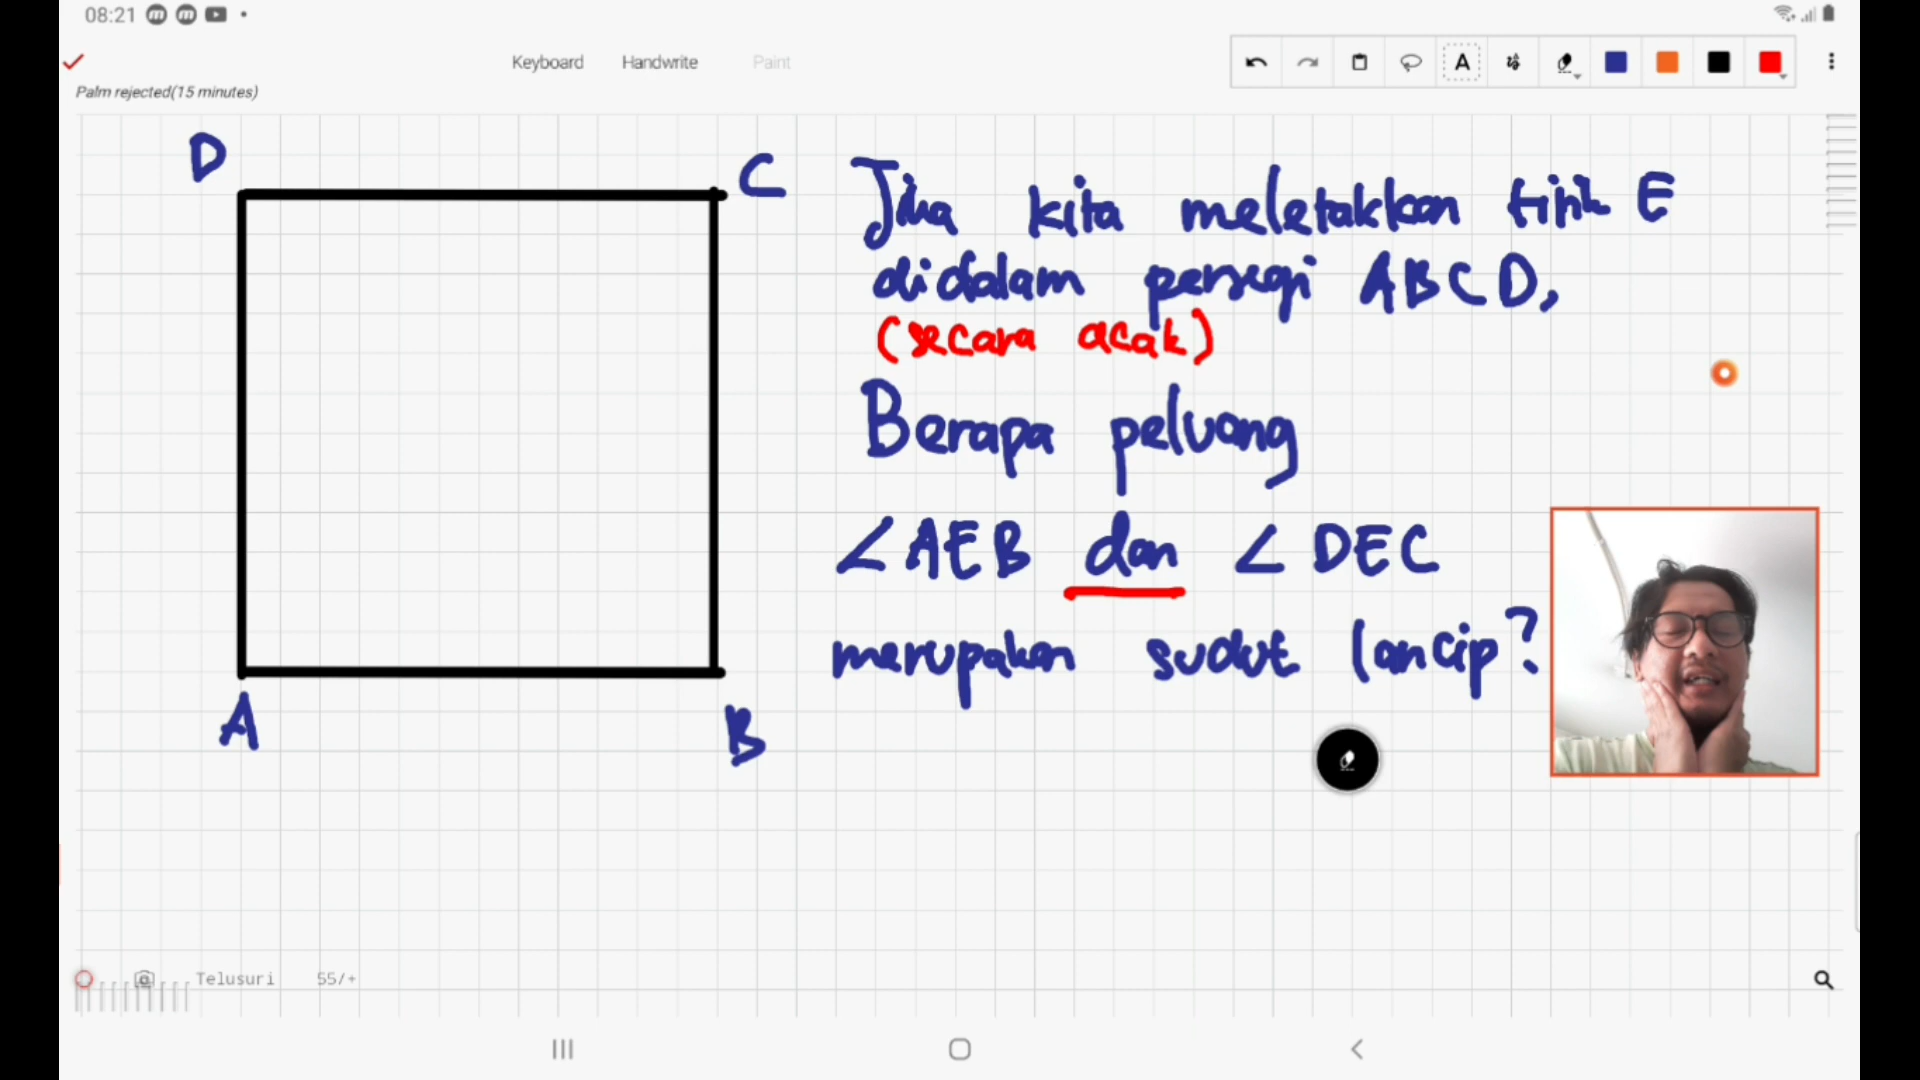 08:21
Keyboard Handwrite Paint
A
Palm rejected(15 minutes)
D
C
Jika kita meletakkan titik E
didalam persegi ABCD,
(secara acak)
Berapa peluang
∠AEB dan ∠DEC
merupakan sudut lancip?
A
B
Telusuri 55/+